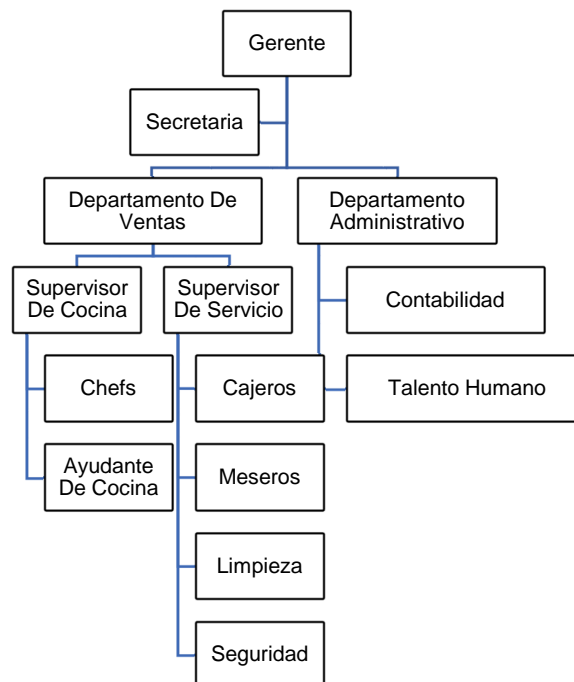 Gerente
Secretaria
Departamento De
Ventas
Departamento
Administrativo
Supervisor
De Cocina
Supervisor
De Servicio
Contabilidad
Chefs
Cajeros
Talento Humano
Ayudante
De Cocina
Meseros
Limpieza
Seguridad